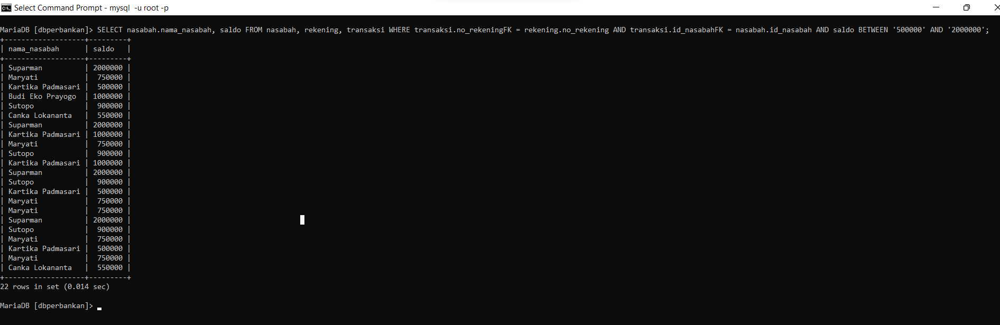 Select Command Prompt - mysql  -u root -p
MariaDB [dbperbankan]> SELECT nasabah.nama_nasabah, saldo FROM nasabah, rekening, transaksi WHERE transaksi.no_rekeningFK = rekening.no_rekening AND transaksi.id_nasabahFK = nasabah.id_nasabah AND saldo BETWEEN '500000' AND '2000000';
+-------------------+---------+
| nama_nasabah      | saldo   |
+-------------------+---------+
| Suparman          | 2000000 |
| Maryati           |  750000 |
| Kartika Padmasari |  500000 |
| Budi Eko Prayogo  | 1000000 |
| Sutopo            |  900000 |
| Canka Lokananta   |  550000 |
| Suparman          | 2000000 |
| Kartika Padmasari | 1000000 |
| Maryati           |  750000 |
| Sutopo            |  900000 |
| Kartika Padmasari | 1000000 |
| Suparman          | 2000000 |
| Sutopo            |  900000 |
| Kartika Padmasari |  500000 |
| Maryati           |  750000 |
| Maryati           |  750000 |
| Suparman          | 2000000 |
| Sutopo            |  900000 |
| Maryati           |  750000 |
| Kartika Padmasari |  500000 |
| Maryati           |  750000 |
| Canka Lokananta   |  550000 |
+-------------------+---------+
22 rows in set (0.014 sec)
MariaDB [dbperbankan]>